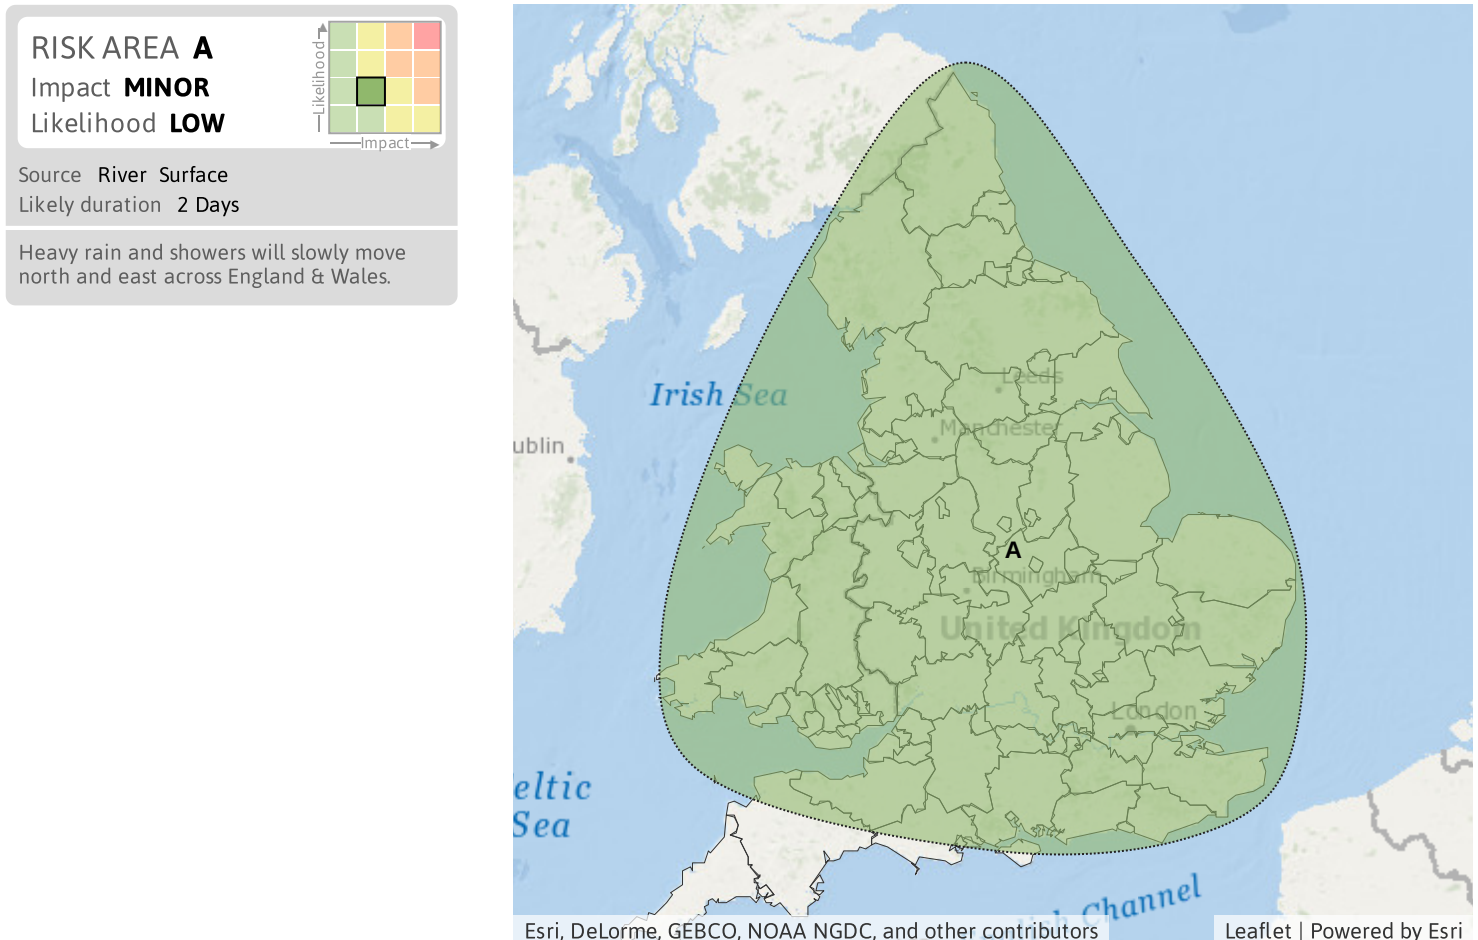 RISK AREA A
Impact MINOR
Likelihood LOW
Likelihood
Impact
Source River Surface
Likely duration 2 Days
Heavy rain and showers will slowly move
north and east across England & Wales.
Irish Sea
Leeds
Manchester
ublin
A
Birmingham
United Kingdom
London
eltic
Sea
lish Channel
Esri, DeLorme, GEBCO, NOAA NGDC, and other contributors
Leaflet | Powered by Esri